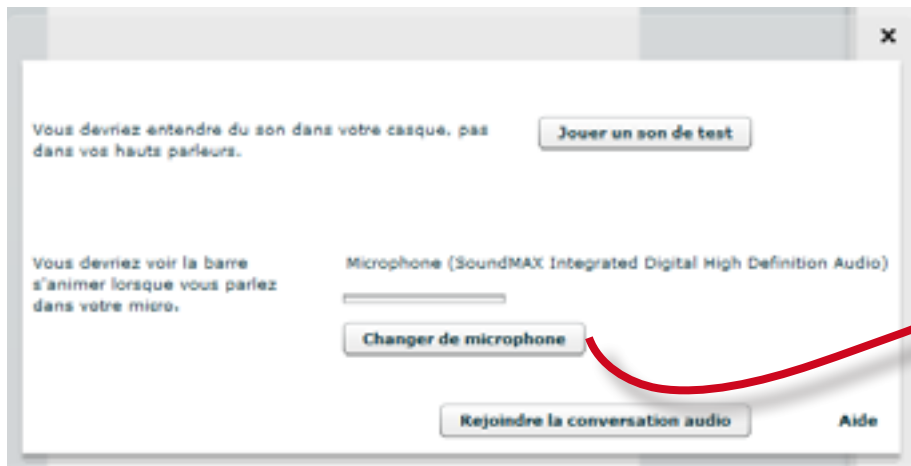 Vous devriez entendre du son dans votre casque, pas
dans vos hauts parleurs.
Jouer un son de test
Vous devriez voir la barre
s'animer lorsque vous parlez
dans votre micro.
Microphone (SoundMAX Integrated Digital High Definition Audio)
Changer de microphone
Rejoindre la conversation audio
Aide